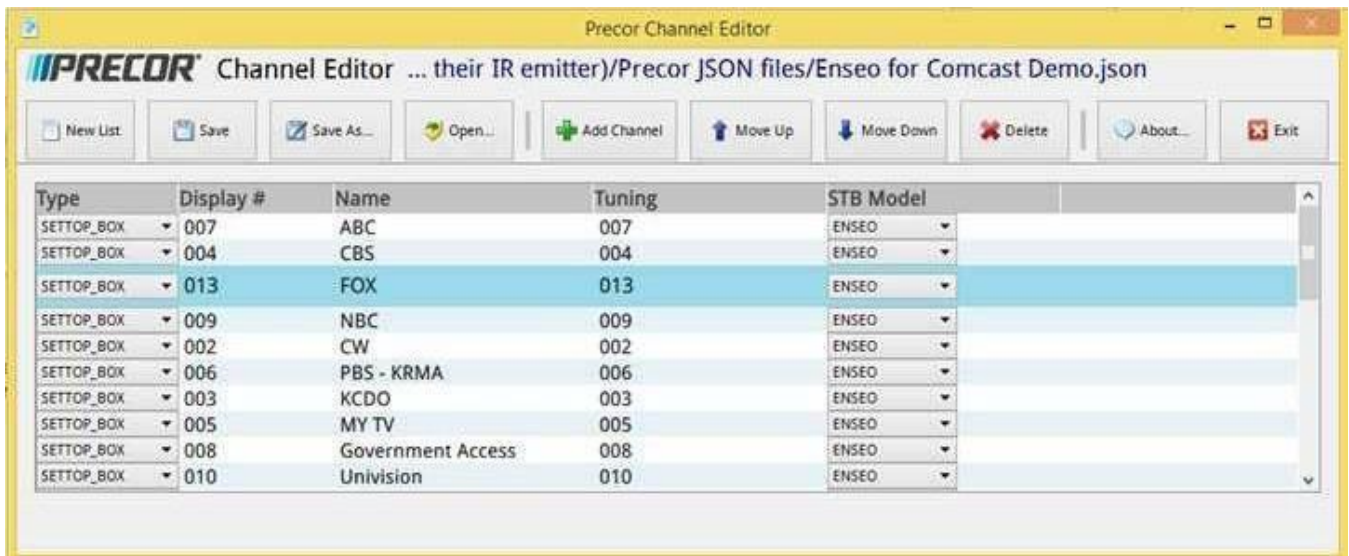 Precor Channel Editor
PRECOR Channel Editor ... their IR emitter)/Precor JSON files/Enseo for Comcast Demo.json
New List Save Save As... Open... Add Channel Move Up Move Down Delete About... Exit
Type Display # Name Tuning STB Model
SETTOP_BOX 007 ABC 007 ENSEO
SETTOP_BOX 004 CBS 004 ENSEO
SETTOP_BOX 013 FOX 013 ENSEO
SETTOP_BOX 009 NBC 009 ENSEO
SETTOP_BOX 002 CW 002 ENSEO
SETTOP_BOX 006 PBS - KRMA 006 ENSEO
SETTOP_BOX 003 KCDO 003 ENSEO
SETTOP_BOX 005 MY TV 005 ENSEO
SETTOP_BOX 008 Government Access 008 ENSEO
SETTOP_BOX 010 Univision 010 ENSEO